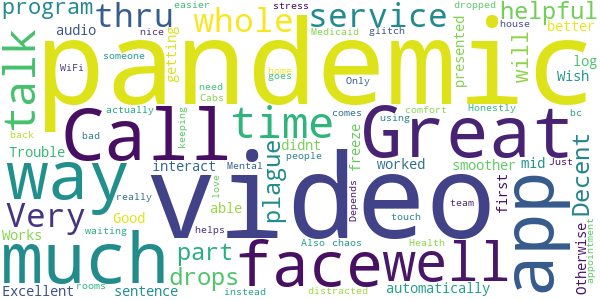 program thru whole service dropped helpful
easier stress
audio nice someone getting Medicaid glitch house better
talk pandemic presented will log
WiFi home goes Only Wish
back actually Call need Cabs time comes using Honestly Great bc
Trouble bad keeping didnt freeze worked smoother mid Just Decent
way interact Mental people plague
really love able video Depends team first app
Very Good touch
Works much helps part Also chaos facewell Health Otherwise appointment
waiting drops
Excellent rooms sentence instead distracted automatically
comfort